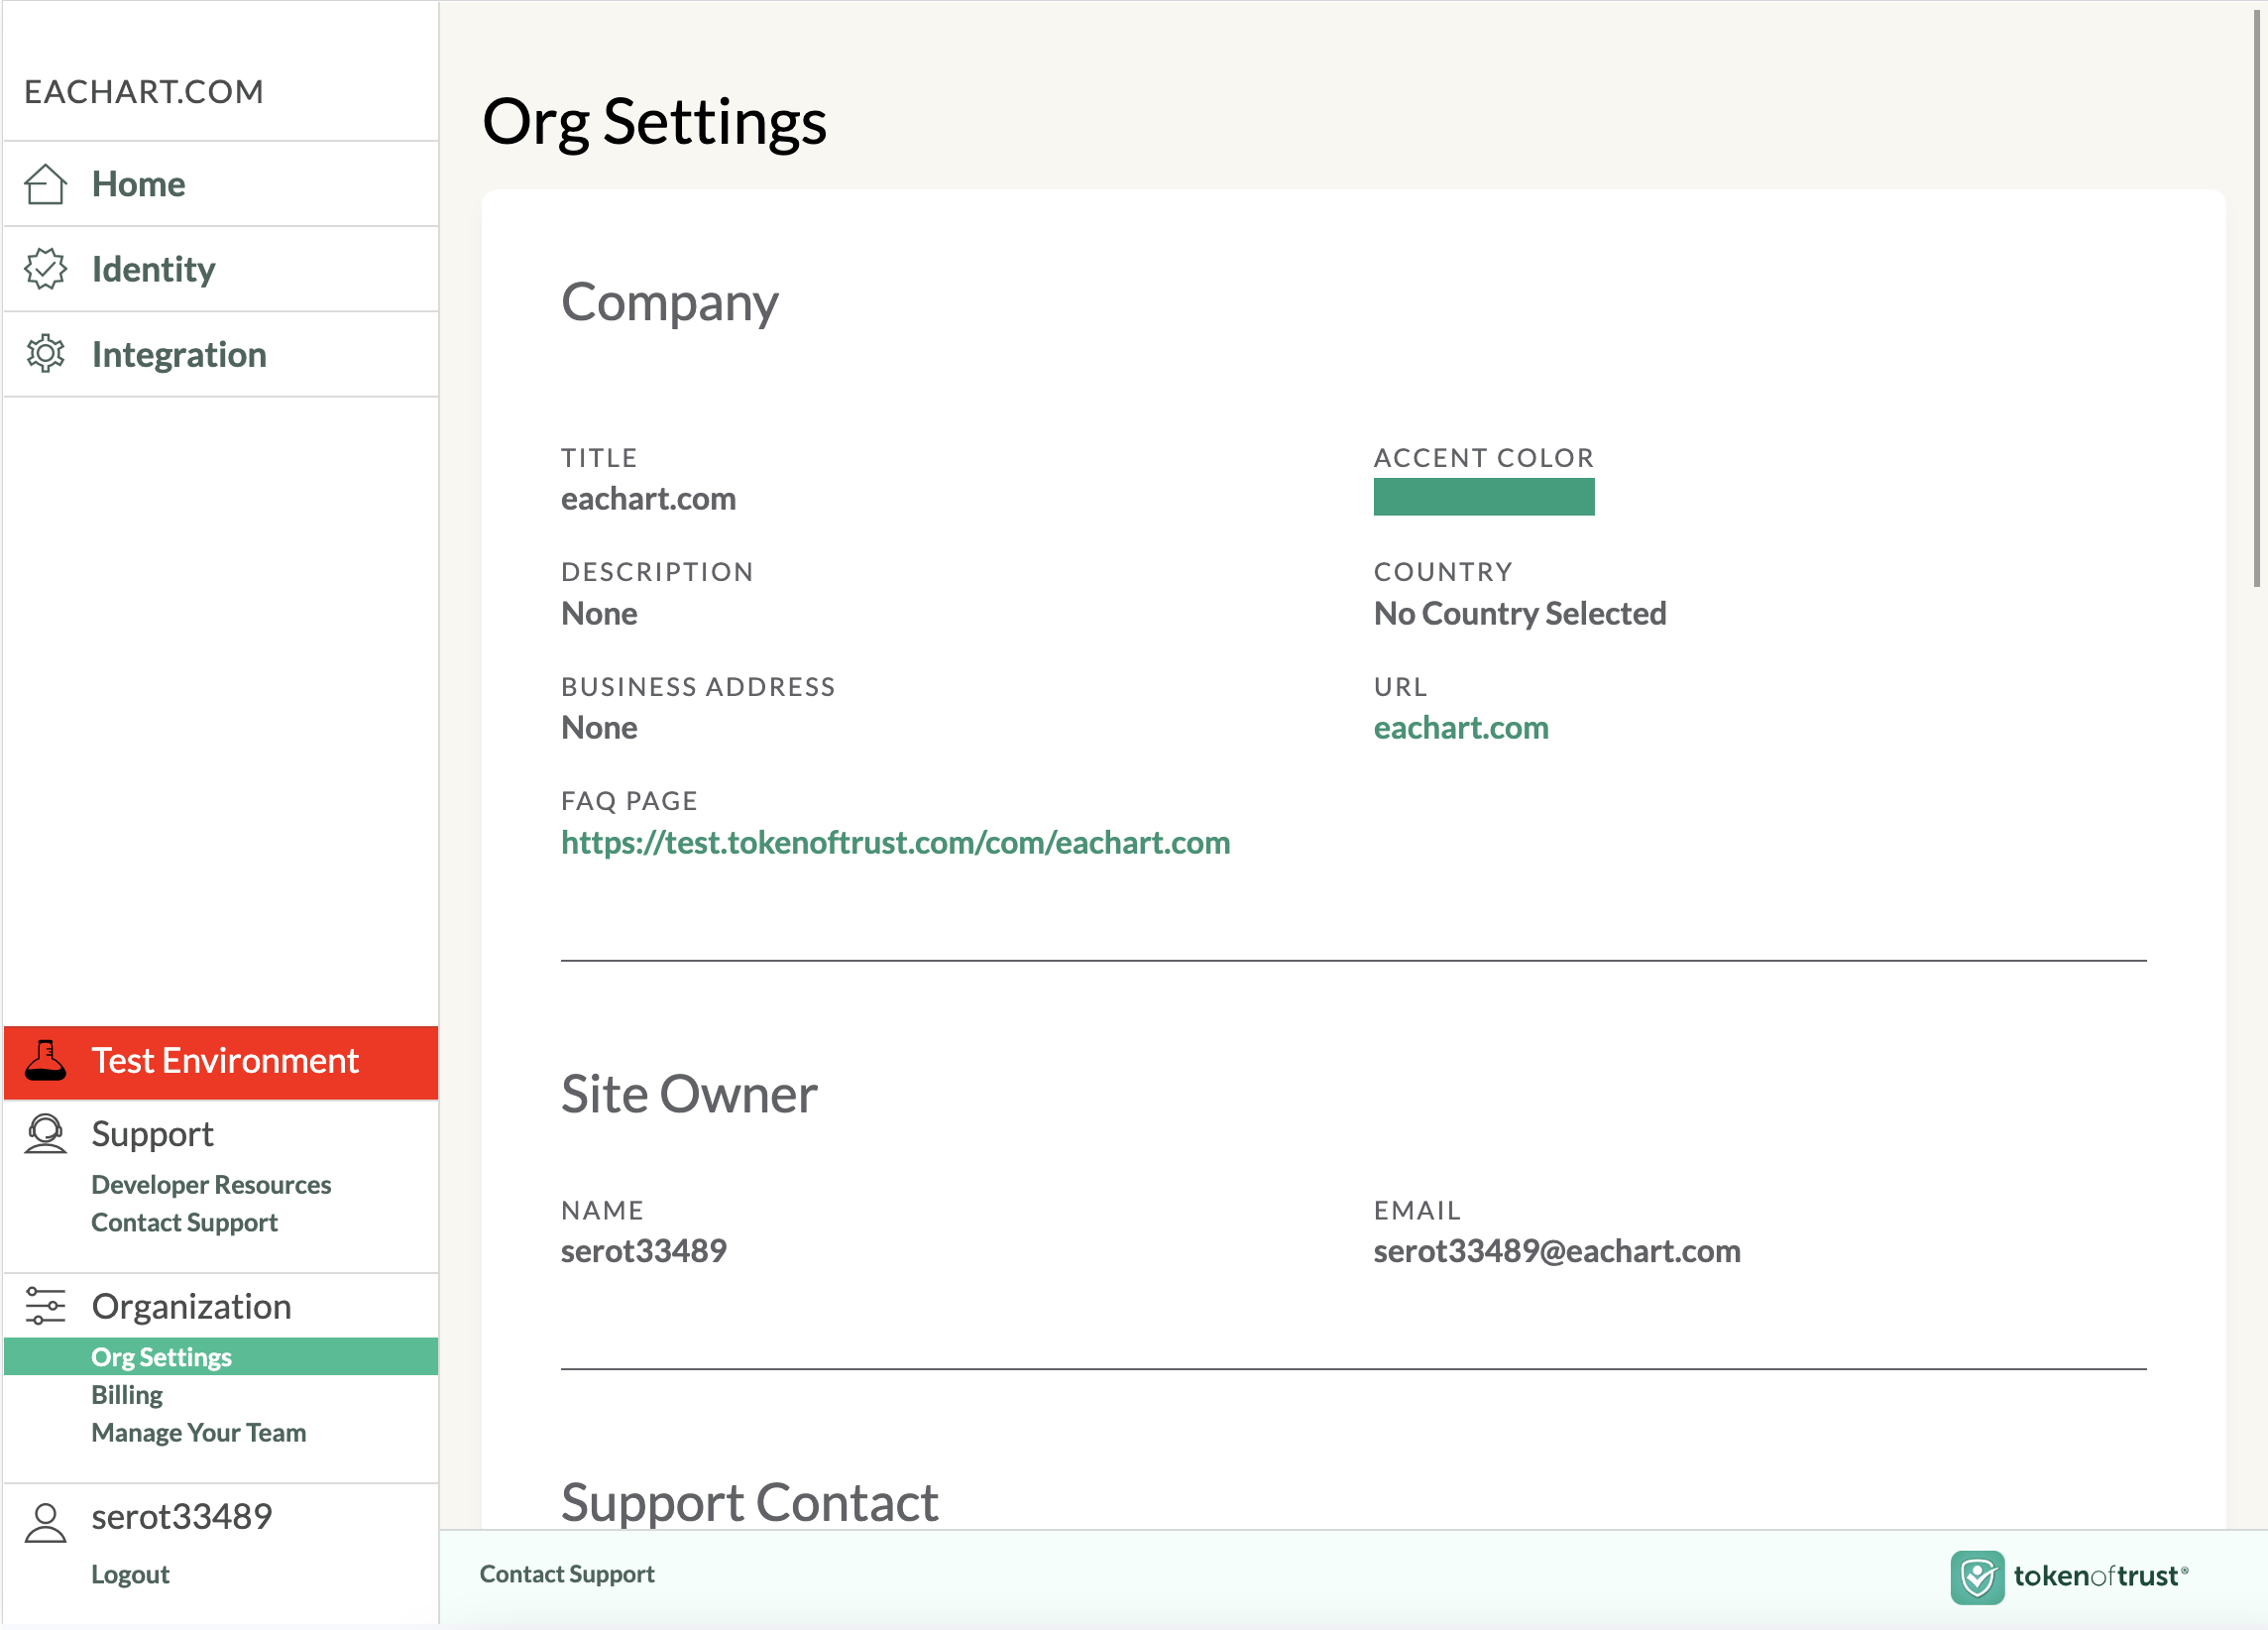 EACHART.COM
Home
Identity
Integration
Test Environment
Support
Developer Resources
Contact Support
Organization
Org Settings
Billing
Manage Your Team
serot33489
Logout
Org Settings
Company
TITLE
eachart.com
ACCENT COLOR
DESCRIPTION
None
COUNTRY
No Country Selected
BUSINESS ADDRESS
None
URL
eachart.com
FAQ PAGE
https://test.tokenoftrust.com/com/eachart.com
Site Owner
NAME
serot33489
EMAIL
serot33489@eachart.com
Support Contact
Contact Support
tokenoftrust®